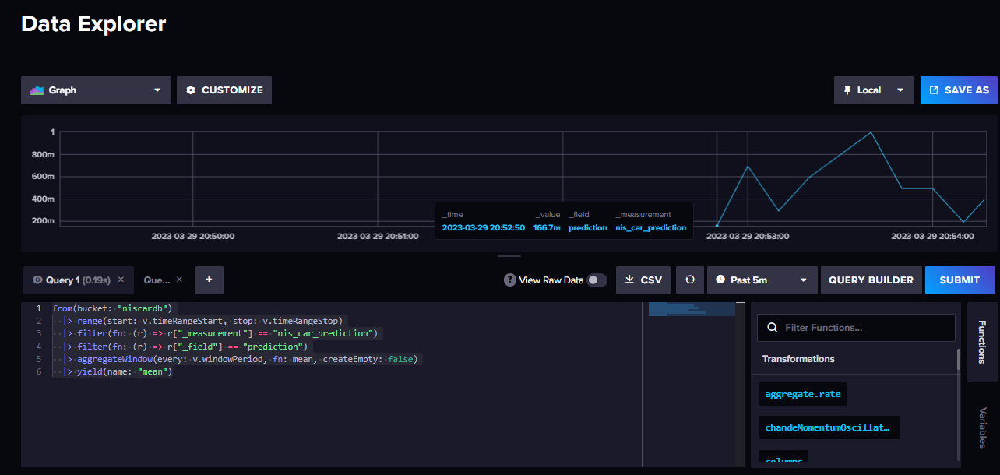 Data Explorer
Graph
CUSTOMIZE
Local
SAVE AS
1
800m
600m
400m
200m
_time _value _field _measurement
2023-03-29 20:52:50 166.7m prediction nis_car_prediction
2023-03-29 20:50:00 2023-03-29 20:51:00 2023-03-29 20:53:00 2023-03-29 20:54:00
Query 1 (0.19s) ×
Que... ×
+
? View Raw Data
CSV
Past 5m
QUERY BUILDER
SUBMIT
1 from(bucket: "niscardb")
2 |> range(start: v.timeRangeStart, stop: v.timeRangeStop)
3 |> filter(fn: (r) => r["_measurement"] == "nis_car_prediction")
4 |> filter(fn: (r) => r["_field"] == "prediction")
5 |> aggregateWindow(every: v.windowPeriod, fn: mean, createEmpty: false)
6 |> yield(name: "mean")
Filter Functions...
Transformations
aggregate.rate
chandeMomentumOscillat…
columns
Functions
Variables